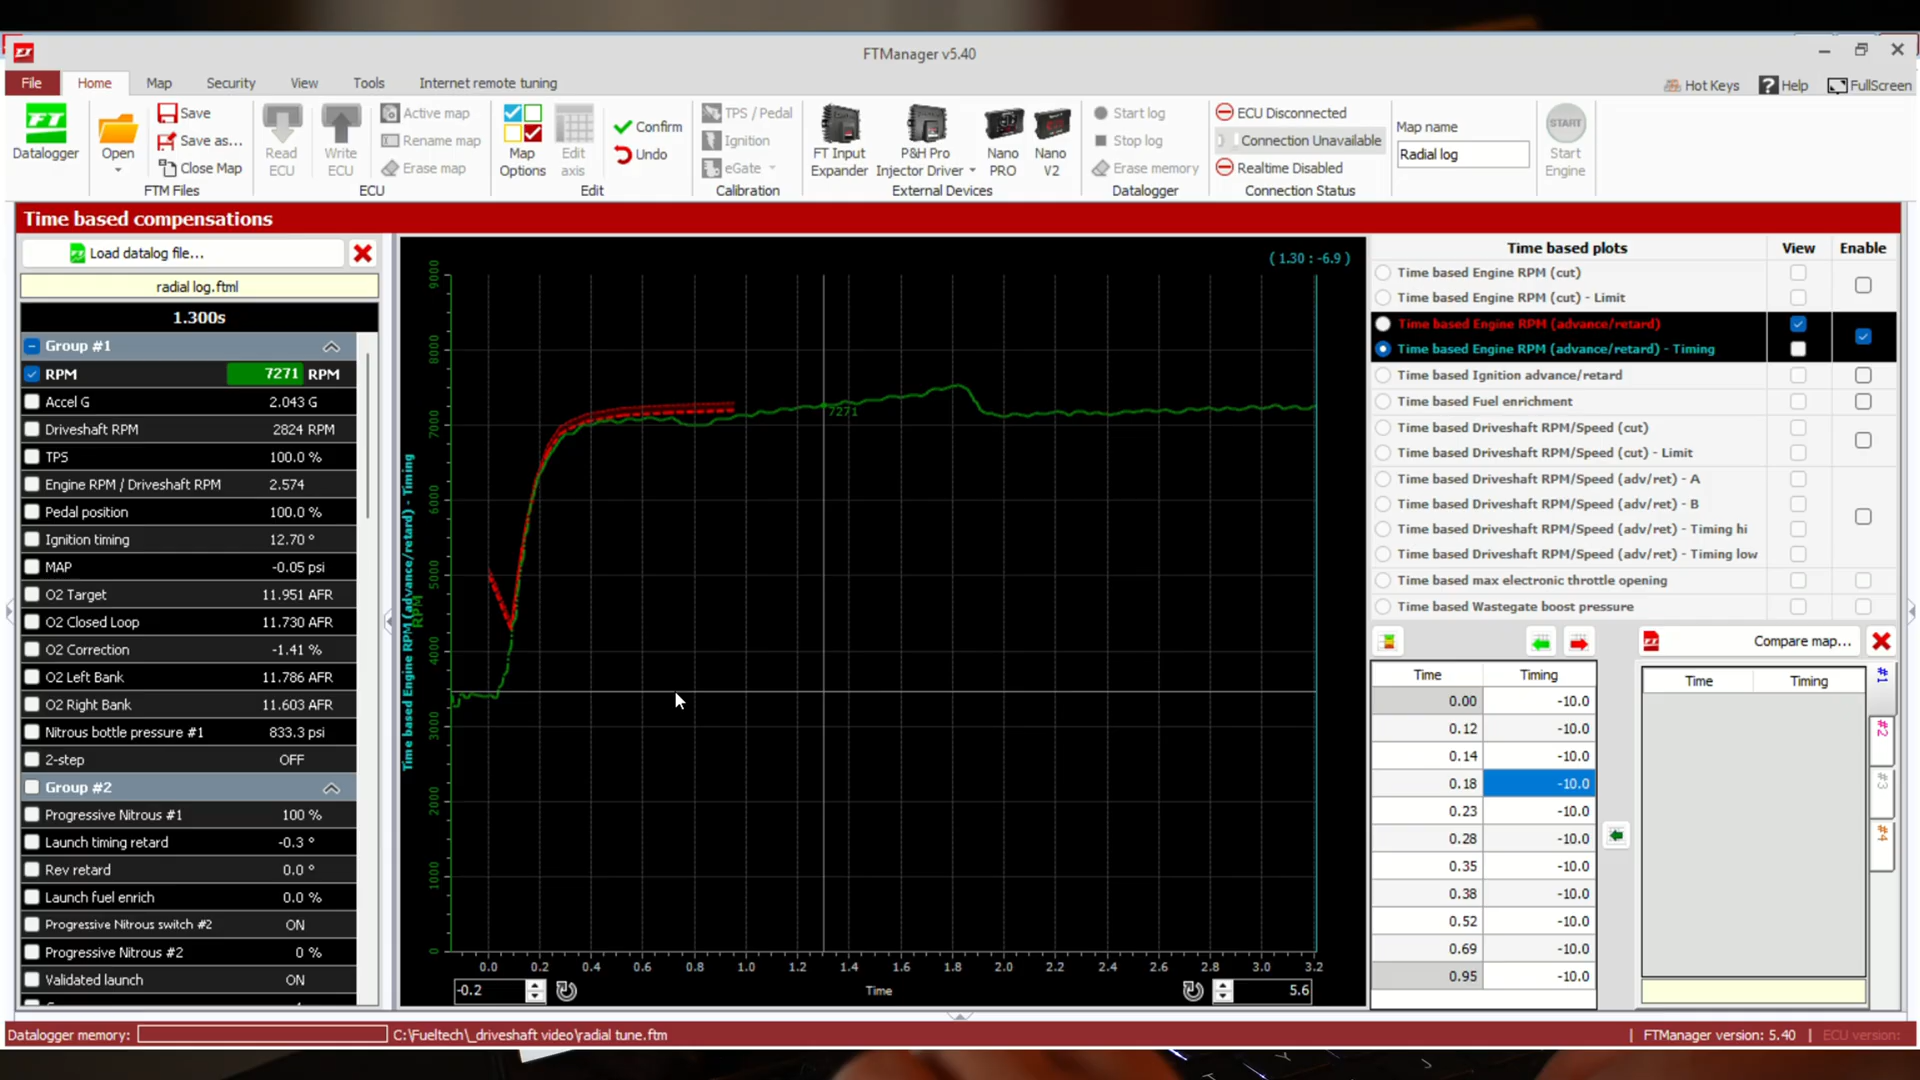 FTManager v5.40
File Home Map Security View Tools Internet remote tuning
Hot Keys Help FullScreen
FT
Datalogger
Open
Save
Save as...
Close Map
FTM Files
Read ECU
Write ECU
Active map
Rename map
Erase map
ECU
Map Options
Edit axis
Confirm
Undo
Edit
TPS / Pedal
Ignition
eGate
Calibration
FT Input Expander
P&H Pro Injector Driver
Nano PRO
Nano V2
External Devices
Start log
Stop log
Erase memory
Datalogger
ECU Disconnected
Connection Unavailable
Realtime Disabled
Connection Status
Map name
Radial log
START
Start Engine
Time based compensations
Load datalog file...
radial log.ftml
1.300s
Group #1
RPM 7271 RPM
Accel G 2.043 G
Driveshaft RPM 2824 RPM
TPS 100.0 %
Engine RPM / Driveshaft RPM 2.574
Pedal position 100.0 %
Ignition timing 12.70 °
MAP -0.05 psi
O2 Target 11.951 AFR
O2 Closed Loop 11.730 AFR
O2 Correction -1.41 %
O2 Left Bank 11.786 AFR
O2 Right Bank 11.603 AFR
Nitrous bottle pressure #1 833.3 psi
2-step OFF
Group #2
Progressive Nitrous #1 100 %
Launch timing retard -0.3 °
Rev retard 0.0 °
Launch fuel enrich 0.0 %
Progressive Nitrous switch #2 ON
Progressive Nitrous #2 0 %
Validated launch ON
( 1.30 : -6.9 )
Time based Engine RPM (advance/retard) - Timing
RPM
9000
8000
7000
6000
5000
4000
3000
2000
1000
0
7271
0.0 0.2 0.4 0.6 0.8 1.0 1.2 1.4 1.6 1.8 2.0 2.2 2.4 2.6 2.8 3.0 3.2
-0.2 Time 5.6
Time based plots View Enable
Time based Engine RPM (cut)
Time based Engine RPM (cut) - Limit
Time based Engine RPM (advance/retard)
Time based Engine RPM (advance/retard) - Timing
Time based Ignition advance/retard
Time based Fuel enrichment
Time based Driveshaft RPM/Speed (cut)
Time based Driveshaft RPM/Speed (cut) - Limit
Time based Driveshaft RPM/Speed (adv/ret) - A
Time based Driveshaft RPM/Speed (adv/ret) - B
Time based Driveshaft RPM/Speed (adv/ret) - Timing hi
Time based Driveshaft RPM/Speed (adv/ret) - Timing low
Time based max electronic throttle opening
Time based Wastegate boost pressure
Compare map...
Time Timing
0.00 -10.0
0.12 -10.0
0.14 -10.0
0.18 -10.0
0.23 -10.0
0.28 -10.0
0.35 -10.0
0.38 -10.0
0.52 -10.0
0.69 -10.0
0.95 -10.0
Time Timing
#1
#2
#3
#4
Datalogger memory: C:\Fueltech\_driveshaft video\radial tune.ftm
FTManager version: 5.40 | ECU version: